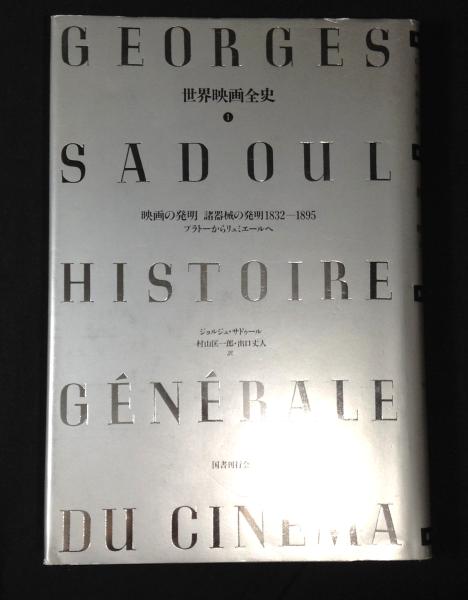 GEORGES
世界映画全史
1
SADOUL
映画の発明 諸器械の発明1832—1895
プラトーからリュミエールへ
HISTOIRE
ジョルジュ・サドゥール
村山匡一郎・出口丈人
訳
GÉNÉRALE
国書刊行会
DU CINEMA